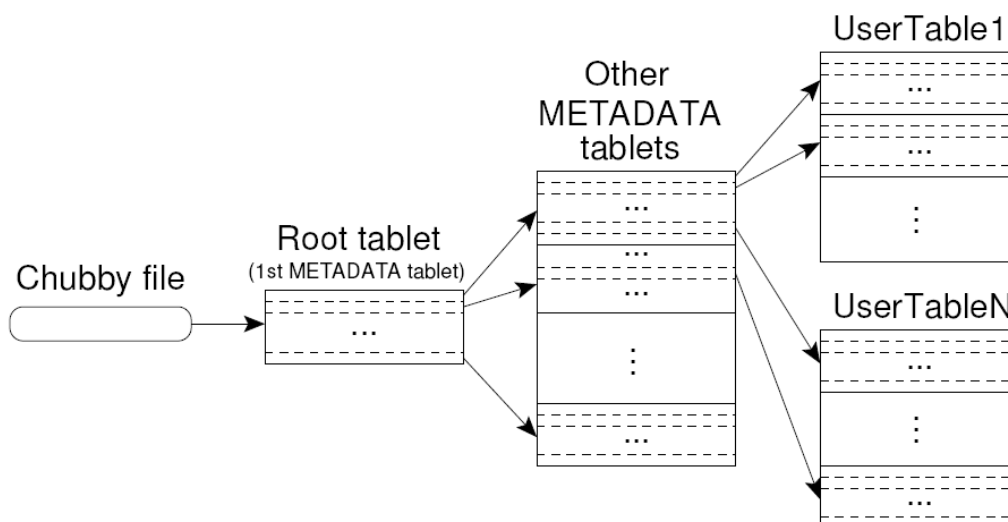 Chubby file
Root tablet
(1st METADATA tablet)
...
Other
METADATA
tablets
...
...
...
⋮
...
UserTable1
...
...
⋮
UserTableN
...
⋮
...